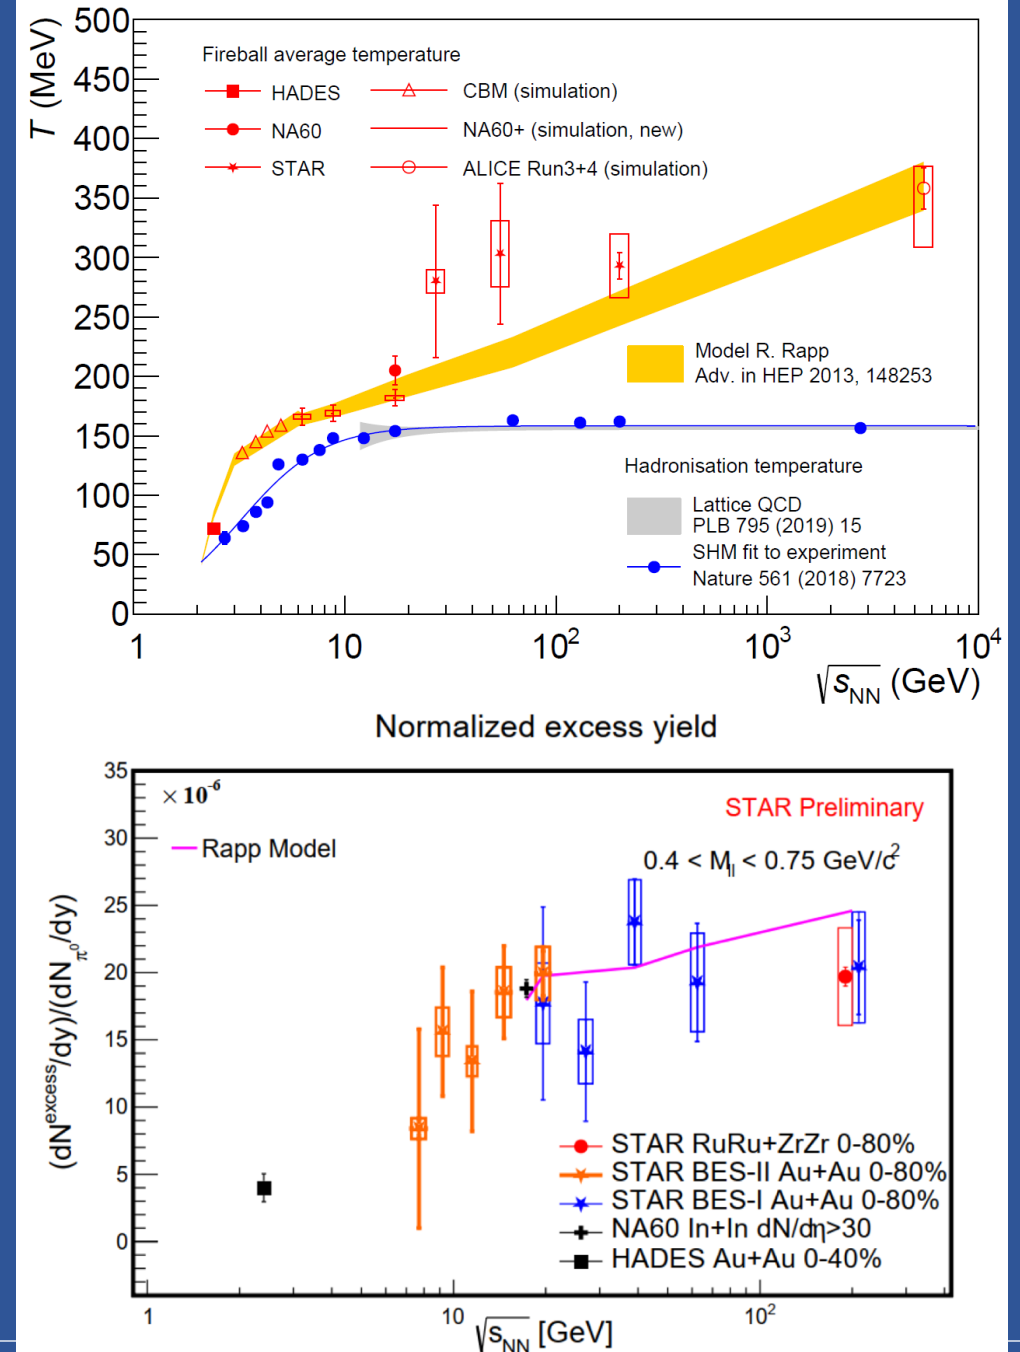 500
450
400
350
300
250
200
150
100
50
0
T (MeV)
Fireball average temperature
HADES
CBM (simulation)
NA60
NA60+ (simulation, new)
STAR
ALICE Run3+4 (simulation)
Model R. Rapp
Adv. in HEP 2013, 148253
Hadronisation temperature
Lattice QCD
PLB 795 (2019) 15
SHM fit to experiment
Nature 561 (2018) 7723
1 10 10² 10³ 10⁴
√sNN (GeV)
Normalized excess yield
35
30
25
20
15
10
5
0
(dN^excess/dy)/(dN_π⁰/dy)
× 10⁻⁶
STAR Preliminary
Rapp Model
0.4 < M_ll < 0.75 GeV/c²
STAR RuRu+ZrZr 0-80%
STAR BES-II Au+Au 0-80%
STAR BES-I Au+Au 0-80%
NA60 In+In dN/dη>30
HADES Au+Au 0-40%
1 10 10²
√sNN [GeV]